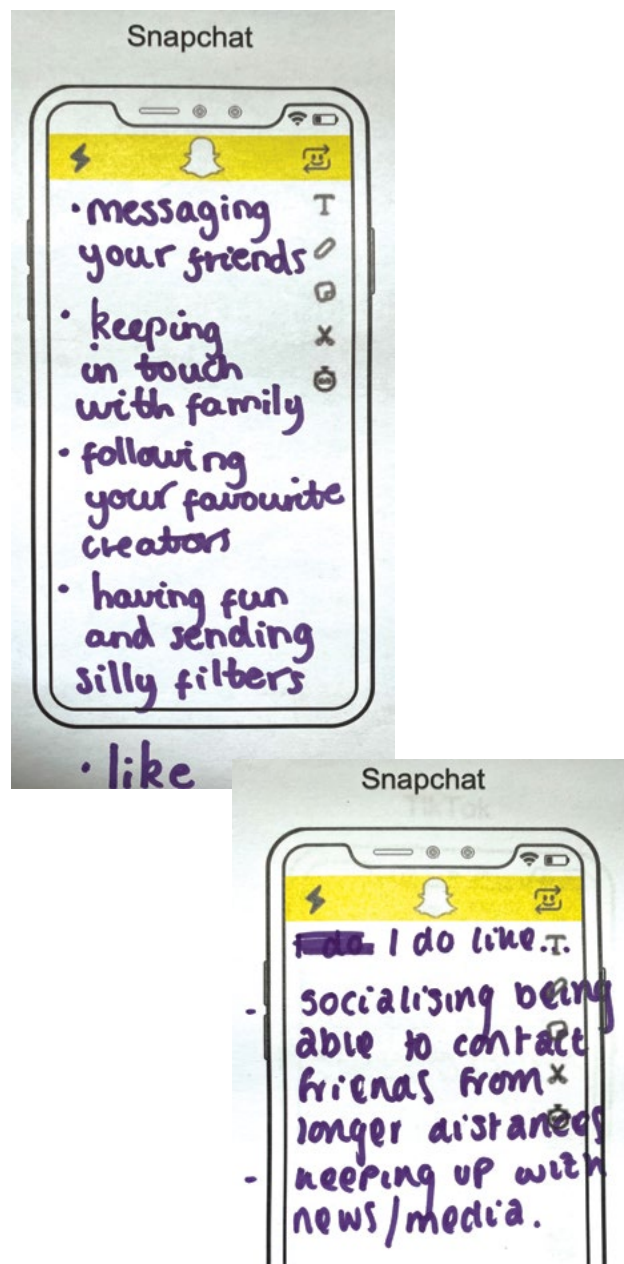 Snapchat
T
• messaging
your friends
• keeping
in touch
with family
• following
your favourite
creators
• having fun
and sending
silly filters
• like
Snapchat
TikTok
I do like...
T
- socialising being
able to contact
friends from
longer distances
- keeping up with
news/media.